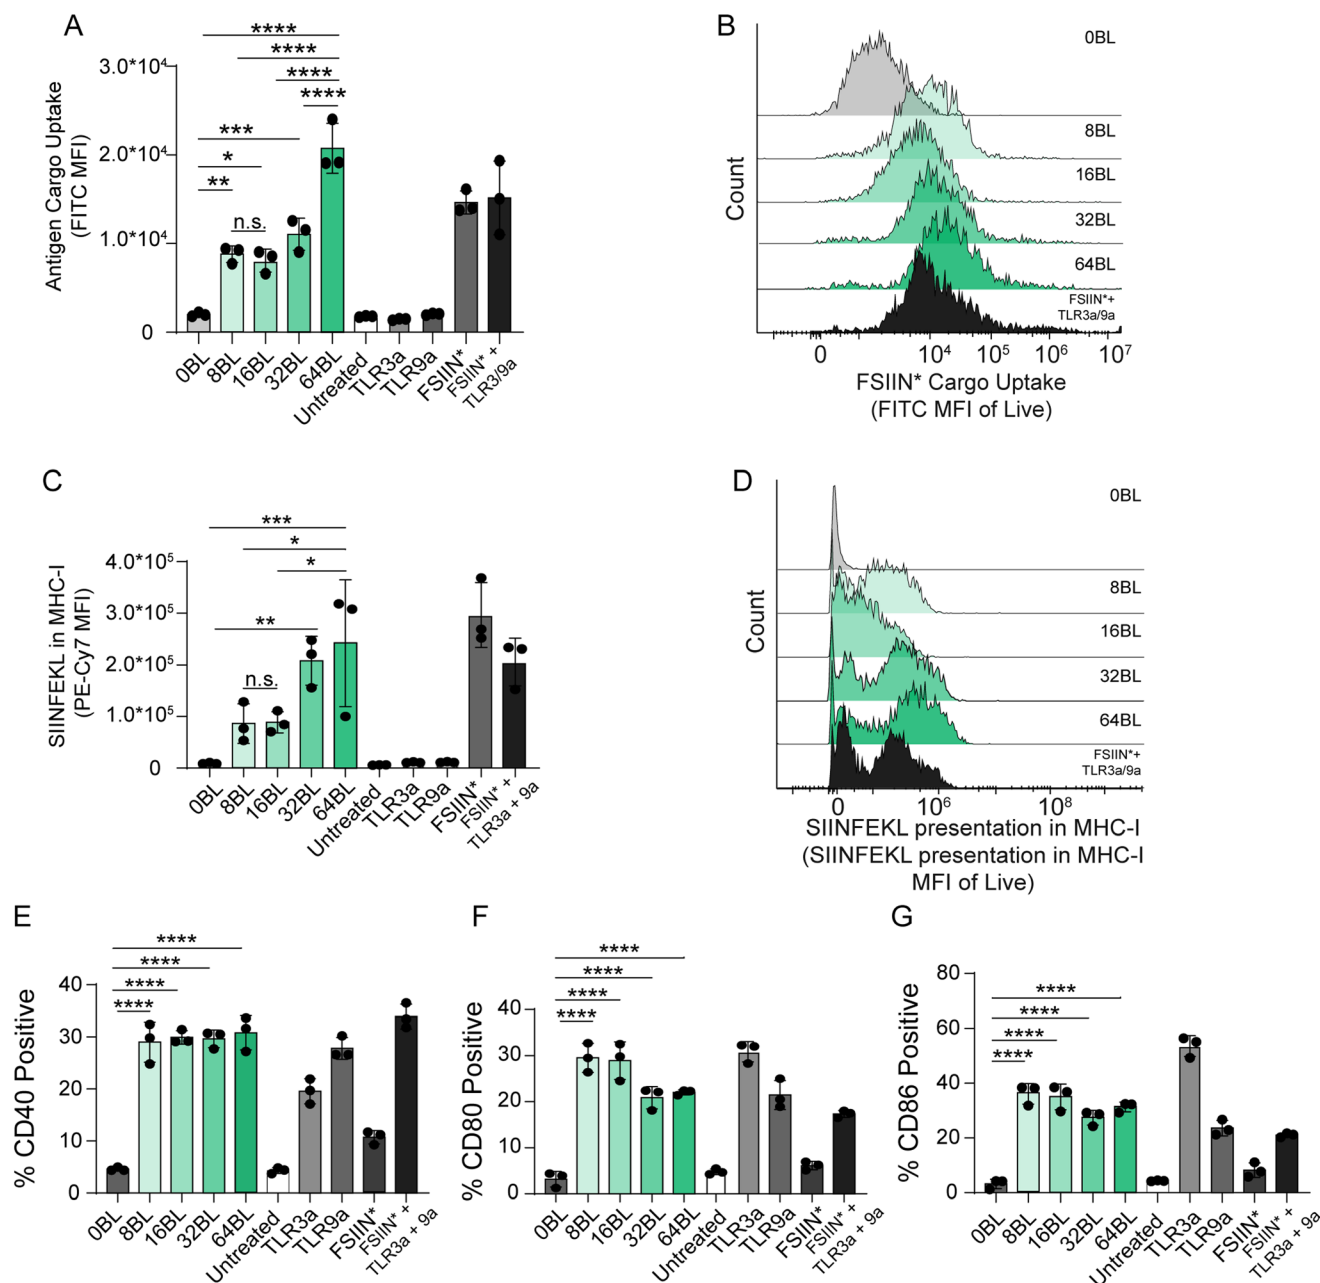 A
Antigen Cargo Uptake
(FITC MFI)
3.0*10⁴
2.0*10⁴
1.0*10⁴
0
****
****
****
****
***
*
**
n.s.
0BL
8BL
16BL
32BL
64BL
Untreated
TLR3a
TLR9a
FSIIN*
FSIIN* +
TLR3/9a
B
Count
0BL
8BL
16BL
32BL
64BL
FSIIN*+
TLR3a/9a
0
10⁴
10⁵
10⁶
10⁷
FSIIN* Cargo Uptake
(FITC MFI of Live)
C
SIINFEKL in MHC-I
(PE-Cy7 MFI)
4.0*10⁵
3.0*10⁵
2.0*10⁵
1.0*10⁵
0
***
*
*
**
n.s.
0BL
8BL
16BL
32BL
64BL
Untreated
TLR3a
TLR9a
FSIIN*
FSIIN* +
TLR3a + 9a
D
Count
0BL
8BL
16BL
32BL
64BL
FSIIN*+
TLR3a/9a
0
10⁶
10⁸
SIINFEKL presentation in MHC-I
(SIINFEKL presentation in MHC-I
MFI of Live)
E
% CD40 Positive
40
30
20
10
0
****
****
****
****
0BL
8BL
16BL
32BL
64BL
Untreated
TLR3a
TLR9a
FSIIN*
FSIIN* +
TLR3a + 9a
F
% CD80 Positive
40
30
20
10
0
****
****
****
****
0BL
8BL
16BL
32BL
64BL
Untreated
TLR3a
TLR9a
FSIIN*
FSIIN* +
TLR3a + 9a
G
% CD86 Positive
80
60
40
20
0
****
****
****
****
0BL
8BL
16BL
32BL
64BL
Untreated
TLR3a
TLR9a
FSIIN*
FSIIN* +
TLR3a + 9a